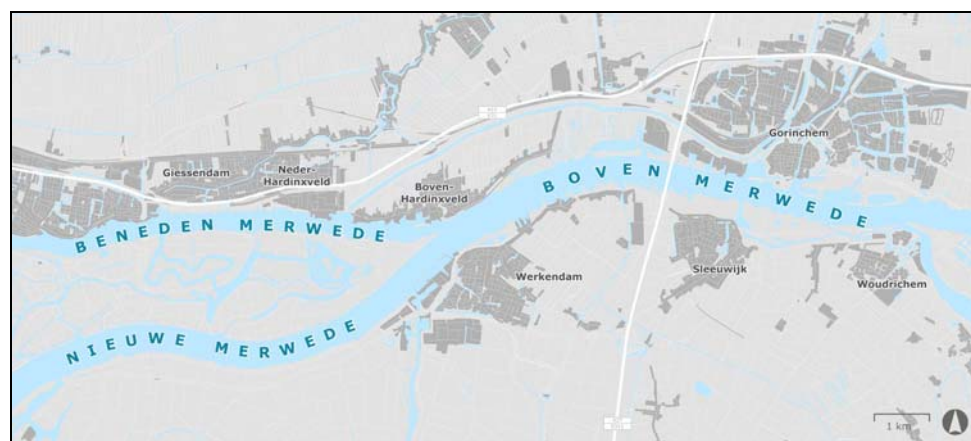 Gorinchem
Giessendam
Neder-
Hardinxveld
Boven-
Hardinxveld
BOVEN MERWEDE
BENEDEN MERWEDE
Werkendam
Sleeuwijk
Woudrichem
NIEUWE MERWEDE
1 km